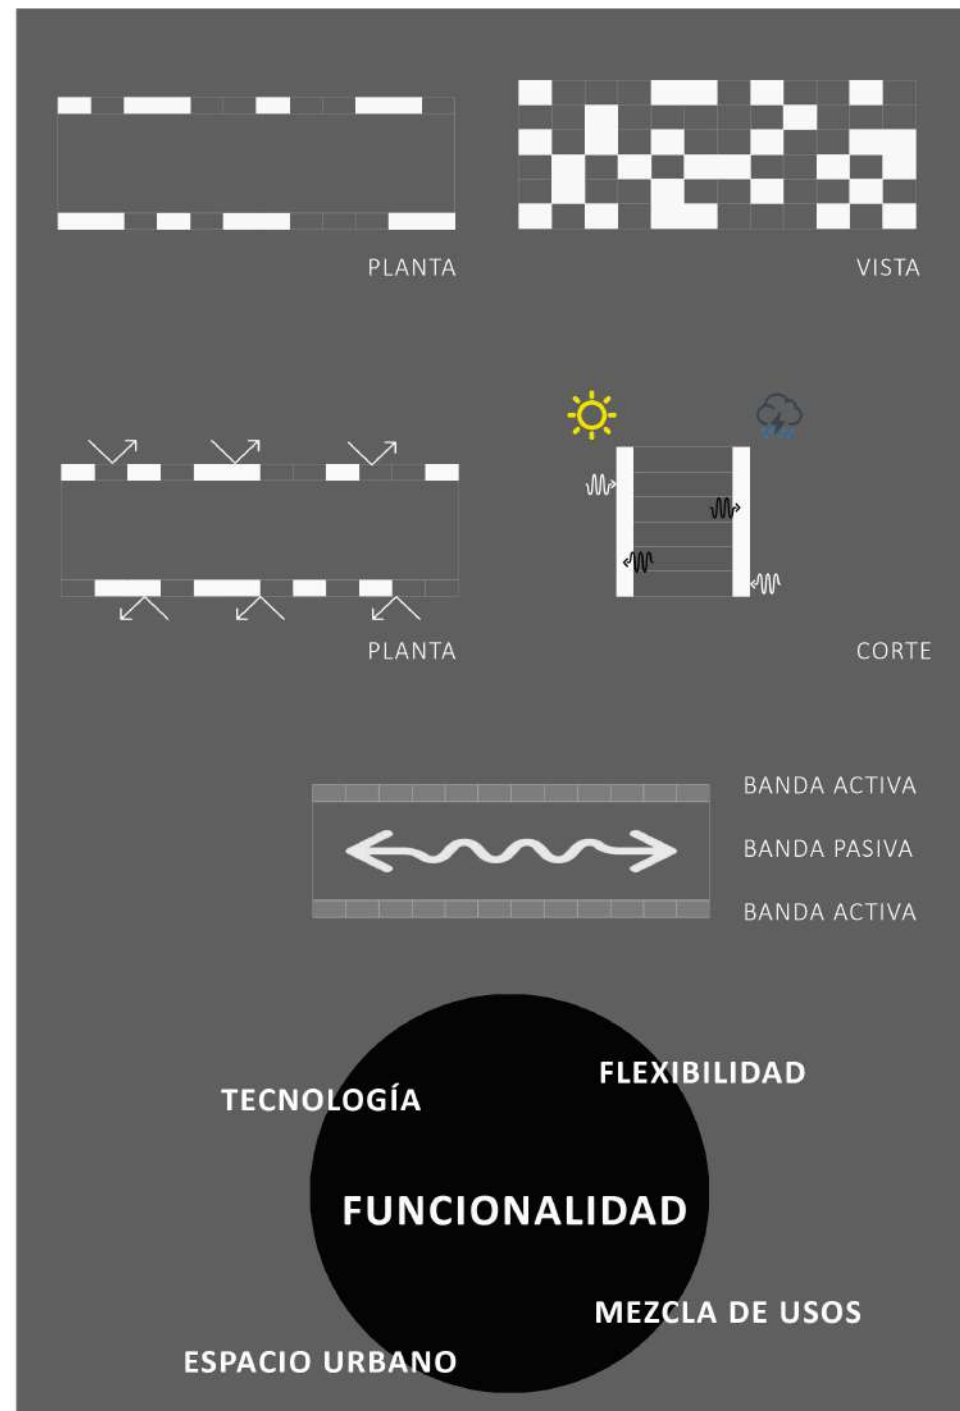 PLANTA
VISTA
PLANTA
CORTE
BANDA ACTIVA
BANDA PASIVA
BANDA ACTIVA
FLEXIBILIDAD
TECNOLOGÍA
FUNCIONALIDAD
MEZCLA DE USOS
ESPACIO URBANO